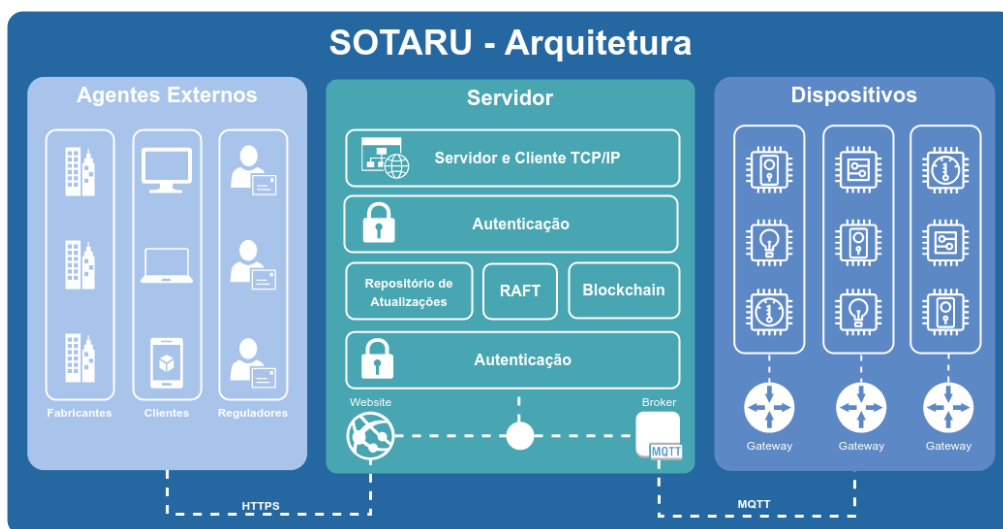 SOTARU - Arquitetura
Agentes Externos
Fabricantes
Clientes
Reguladores
Servidor
Servidor e Cliente TCP/IP
Autenticação
Repositório de
Atualizações
RAFT
Blockchain
Autenticação
Website
Broker
MQTT
Dispositivos
Gateway
Gateway
Gateway
HTTPS
MQTT